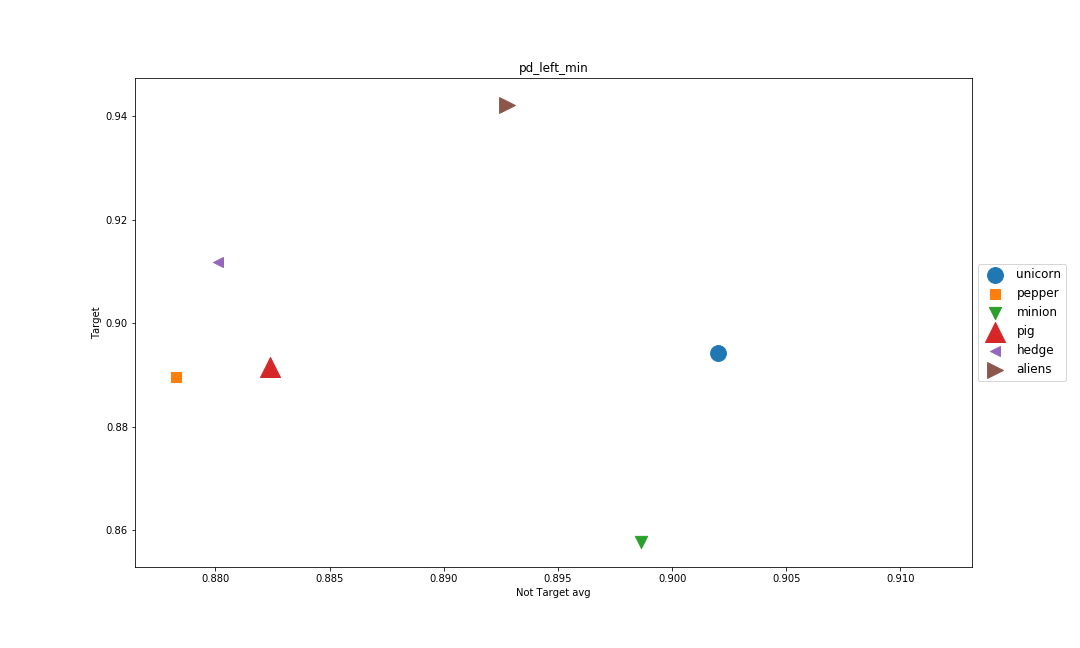 pd_left_min
0.94
0.92
0.90
0.88
0.86
Target
0.880 0.885 0.890 0.895 0.900 0.905 0.910
Not Target avg
unicorn
pepper
minion
pig
hedge
aliens